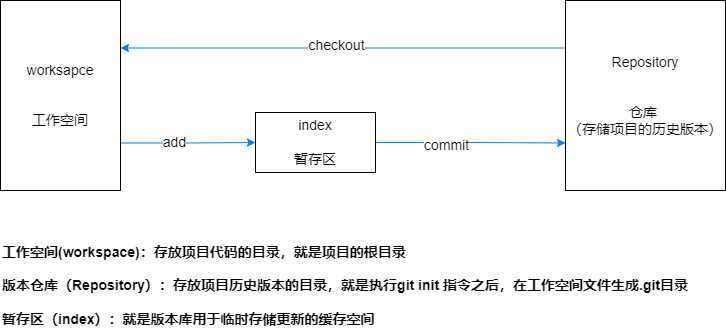 checkout
worksapce
工作空间
add
index
暂存区
commit
Repository
仓库
（存储项目的历史版本）
工作空间(workspace)：存放项目代码的目录，就是项目的根目录
版本仓库（Repository）：存放项目历史版本的目录，就是执行git init 指令之后，在工作空间文件生成.git目录
暂存区（index）：就是版本库用于临时存储更新的缓存空间